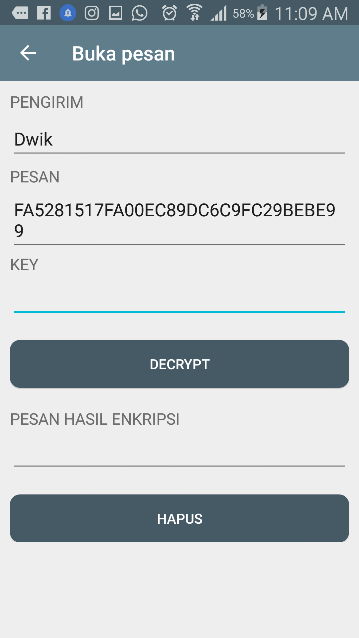 58% 11:09 AM
Buka pesan
PENGIRIM
Dwik
PESAN
FA5281517FA00EC89DC6C9FC29BEBE9
9
KEY
DECRYPT
PESAN HASIL ENKRIPSI
HAPUS